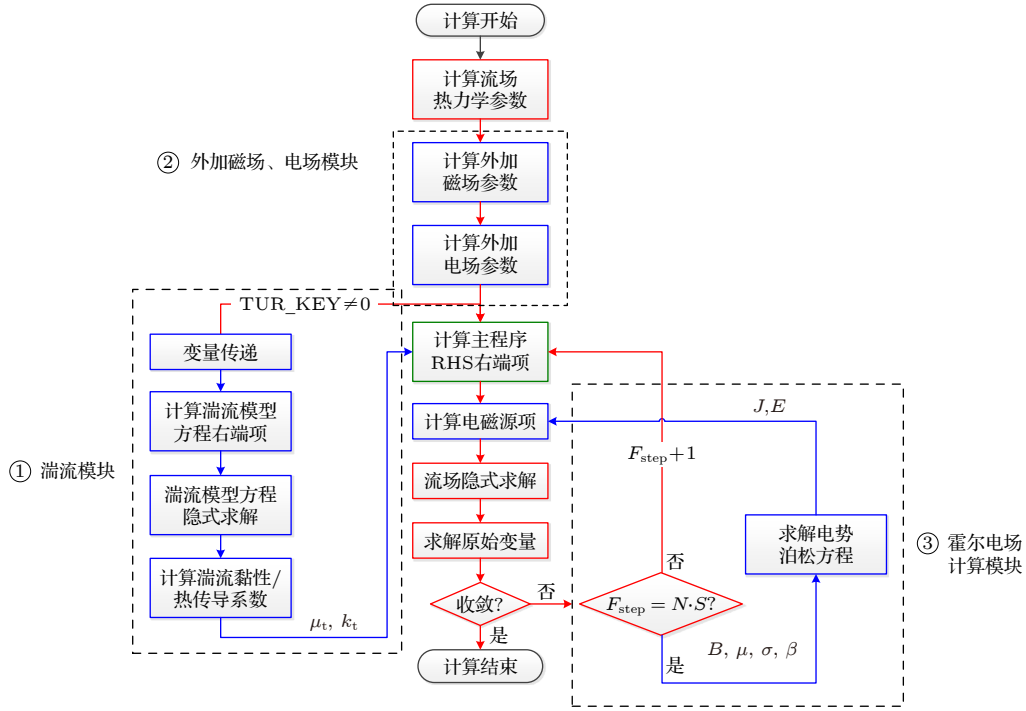 计算开始
计算流场
热力学参数
② 外加磁场、电场模块
计算外加
磁场参数
计算外加
电场参数
TUR_KEY≠0
变量传递
计算湍流模型
方程右端项
① 湍流模块
湍流模型方程
隐式求解
计算湍流黏性/
热传导系数
μt, kt
计算主程序
RHS右端项
计算电磁源项
流场隐式求解
求解原始变量
收敛?
否
是
计算结束
J,E
Fstep+1
求解电势
泊松方程
③ 霍尔电场
计算模块
否
Fstep = N·S?
是
B, μ, σ, β